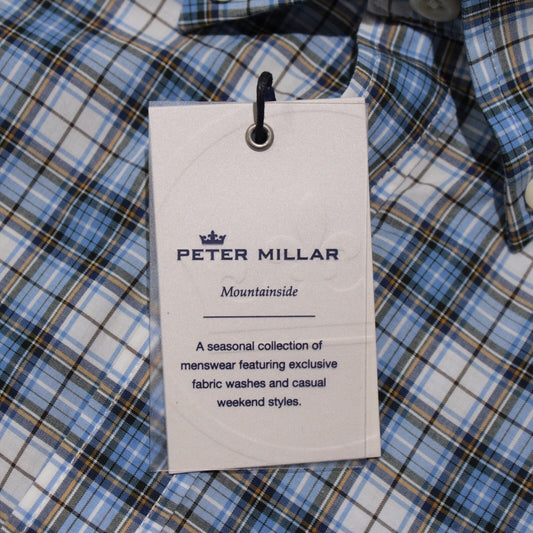 PETER MILLAR
Mountainside
A seasonal collection of
menswear featuring exclusive
fabric washes and casual
weekend styles.